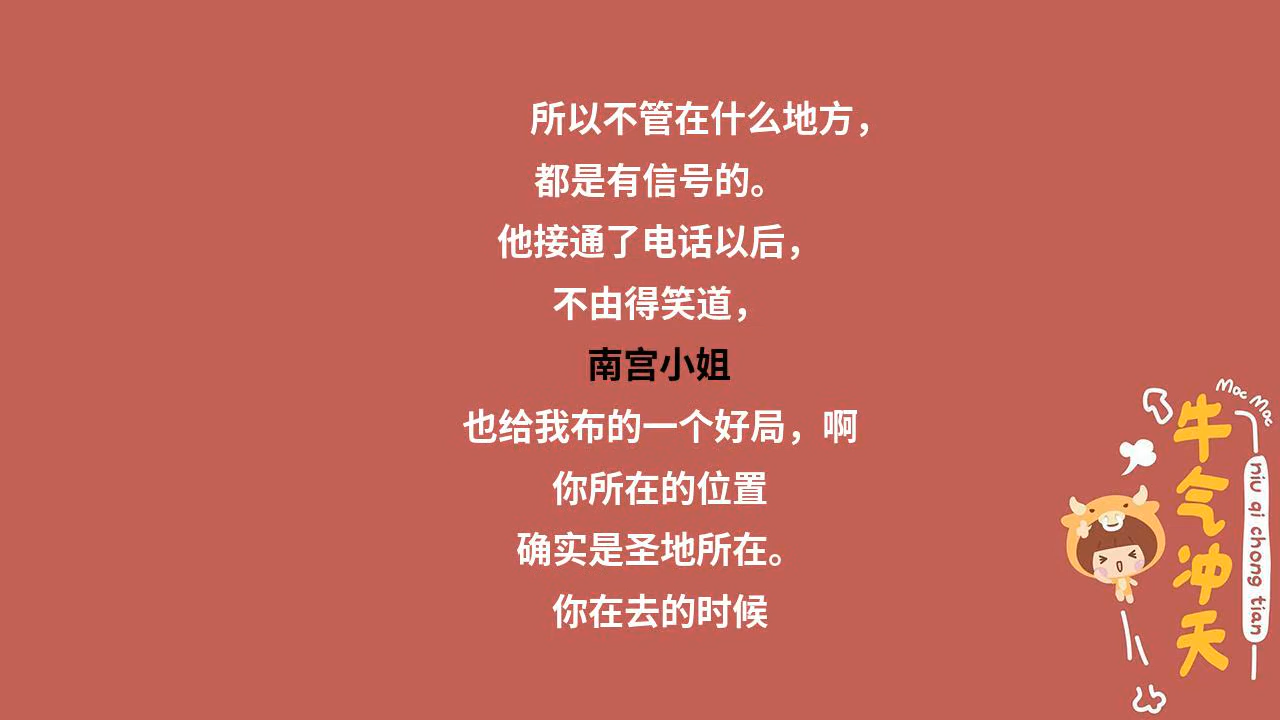 所以不管在什么地方，
都是有信号的。
他接通了电话以后，
不由得笑道，
南宫小姐
也给我布的一个好局，啊
你所在的位置
确实是圣地所在。
你在去的时候
Moc Moc
牛气冲天
niu qi chong tian